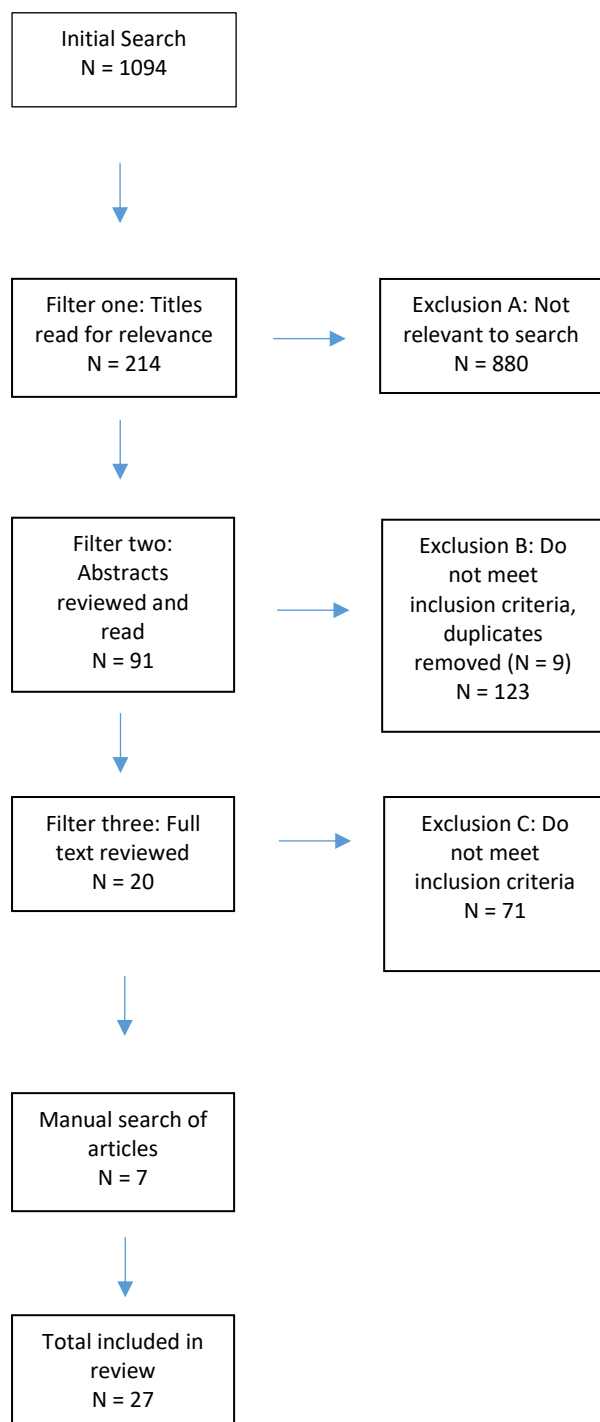 Initial Search
N = 1094
Filter one: Titles
read for relevance
N = 214
Exclusion A: Not
relevant to search
N = 880
Filter two:
Abstracts
reviewed and
read
N = 91
Exclusion B: Do
not meet
inclusion criteria,
duplicates
removed (N = 9)
N = 123
Filter three: Full
text reviewed
N = 20
Exclusion C: Do
not meet
inclusion criteria
N = 71
Manual search of
articles
N = 7
Total included in
review
N = 27